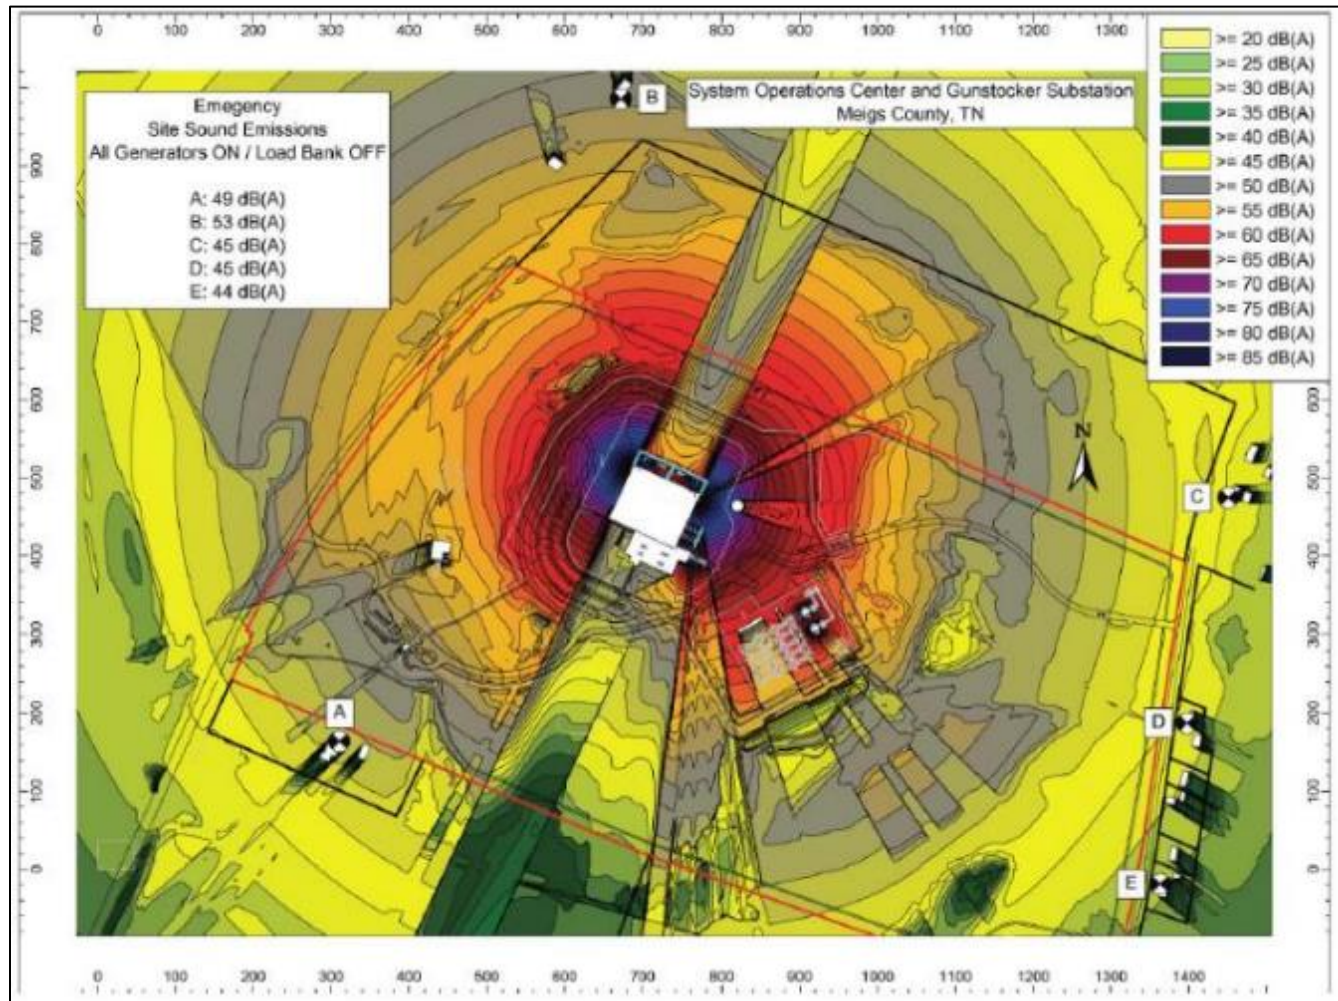 0 100 200 300 400 500 600 700 800 900 1000 1100 1200 1300
>= 20 dB(A)
>= 25 dB(A)
>= 30 dB(A)
>= 35 dB(A)
>= 40 dB(A)
>= 45 dB(A)
>= 50 dB(A)
>= 55 dB(A)
>= 60 dB(A)
>= 65 dB(A)
>= 70 dB(A)
>= 75 dB(A)
>= 80 dB(A)
>= 85 dB(A)
System Operations Center and Gunstocker Substation
Meigs County, TN
Emegency
Site Sound Emissions
All Generators ON / Load Bank OFF
A: 49 dB(A)
B: 53 dB(A)
C: 45 dB(A)
D: 45 dB(A)
E: 44 dB(A)
B
N
C
A
D
E
900
800
700
600
500
400
300
200
100
0
600
500
400
300
200
100
0
0 100 200 300 400 500 600 700 800 900 1000 1100 1200 1300 1400